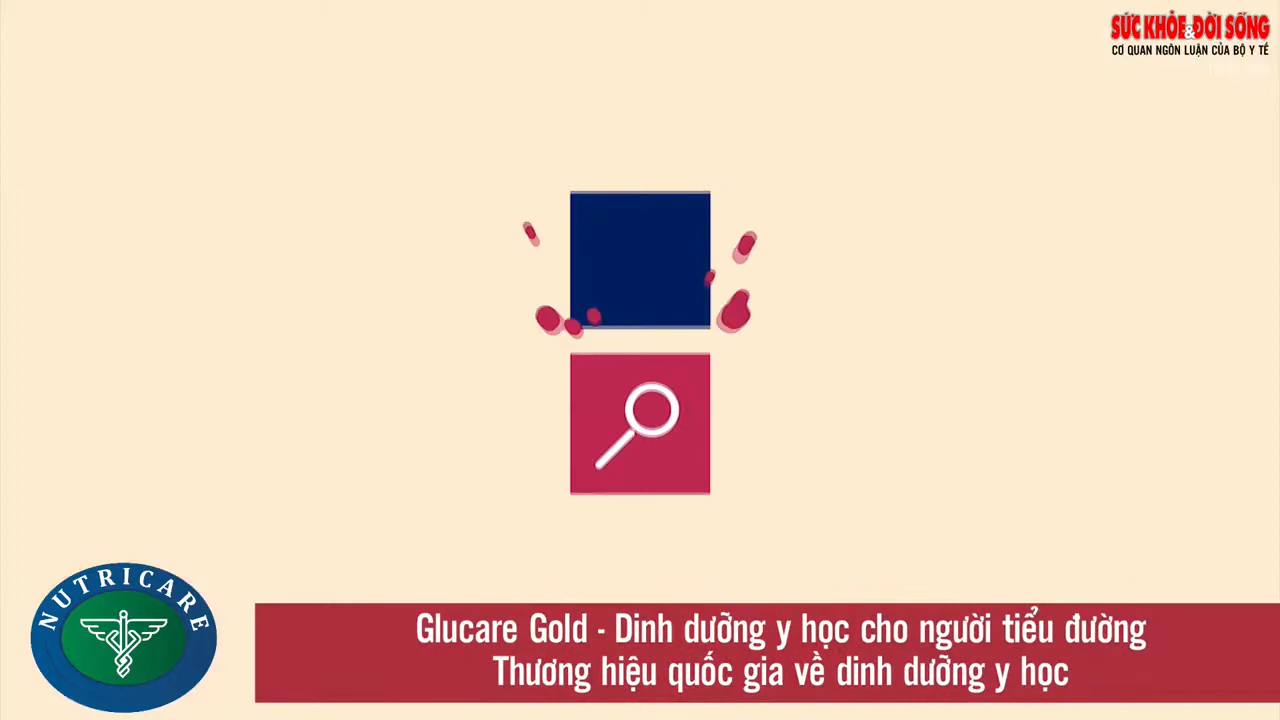 SỨC KHỎE & ĐỜI SỐNG
CƠ QUAN NGÔN LUẬN CỦA BỘ Y TẾ
NUTRICARE
Glucare Gold - Dinh dưỡng y học cho người tiểu đường
Thương hiệu quốc gia về dinh dưỡng y học